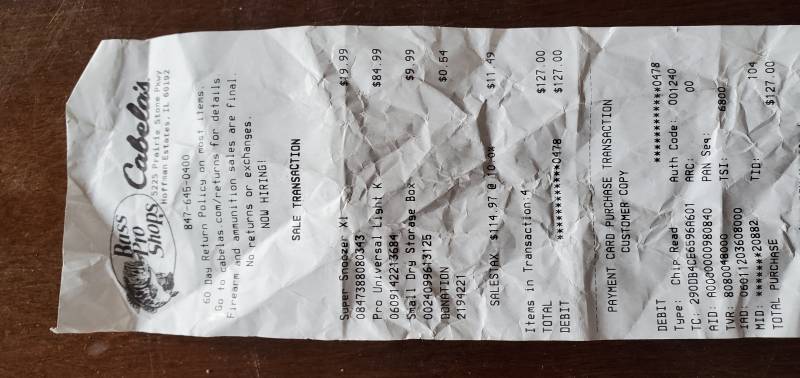 Bass Pro Shops Cabela's
5225 Prairie Stone Pkwy
Hoffman Estates, IL 60192
847-645-0400
60 Day Return Policy on most items.
Go to cabelas.com/returns for details
Firearm and ammunition sales are final.
No returns or exchanges.
NOW HIRING!
SALE TRANSACTION
Super Snoozer Xl $19.99
0847388080343
Pro Universal Light K $84.99
0609142213684
Small Dry Storage Box $9.99
0024099613125
DONATION $0.54
2194221
SALESTAX $114.97 @ 10.0% $11.49
Items in Transaction:4
TOTAL $127.00
DEBIT $127.00
************0478
PAYMENT CARD PURCHASE TRANSACTION
CUSTOMER COPY
DEBIT ************0478
Type: Chip Read Auth Code: 001240
TC: 290DB4CE65966601 ARC: 00
AID: A0000000980840 PAN Seq:
TVR: 8080048000 TSI: 6800
IAD: 06011203608000
MID: *******20882 TID: 104
TOTAL PURCHASE $127.00